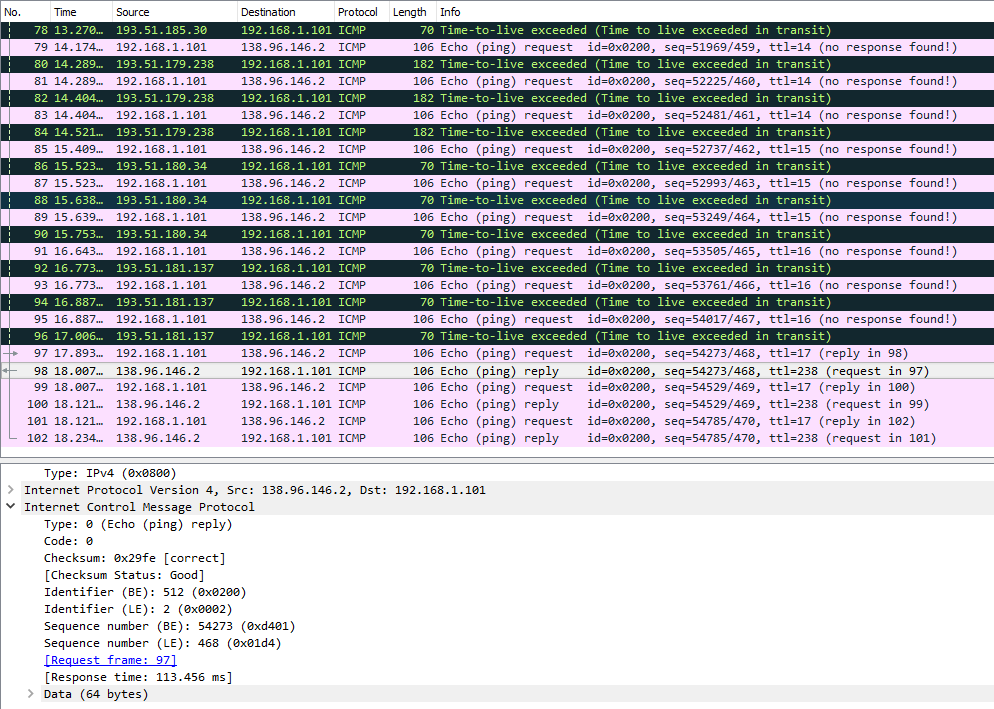 No. Time Source Destination Protocol Length Info
78 13.270… 193.51.185.30 192.168.1.101 ICMP 70 Time-to-live exceeded (Time to live exceeded in transit)
79 14.174… 192.168.1.101 138.96.146.2 ICMP 106 Echo (ping) request id=0x0200, seq=51969/459, ttl=14 (no response found!)
80 14.289… 193.51.179.238 192.168.1.101 ICMP 182 Time-to-live exceeded (Time to live exceeded in transit)
81 14.289… 192.168.1.101 138.96.146.2 ICMP 106 Echo (ping) request id=0x0200, seq=52225/460, ttl=14 (no response found!)
82 14.404… 193.51.179.238 192.168.1.101 ICMP 182 Time-to-live exceeded (Time to live exceeded in transit)
83 14.404… 192.168.1.101 138.96.146.2 ICMP 106 Echo (ping) request id=0x0200, seq=52481/461, ttl=14 (no response found!)
84 14.521… 193.51.179.238 192.168.1.101 ICMP 182 Time-to-live exceeded (Time to live exceeded in transit)
85 15.409… 192.168.1.101 138.96.146.2 ICMP 106 Echo (ping) request id=0x0200, seq=52737/462, ttl=15 (no response found!)
86 15.523… 193.51.180.34 192.168.1.101 ICMP 70 Time-to-live exceeded (Time to live exceeded in transit)
87 15.523… 192.168.1.101 138.96.146.2 ICMP 106 Echo (ping) request id=0x0200, seq=52993/463, ttl=15 (no response found!)
88 15.638… 193.51.180.34 192.168.1.101 ICMP 70 Time-to-live exceeded (Time to live exceeded in transit)
89 15.639… 192.168.1.101 138.96.146.2 ICMP 106 Echo (ping) request id=0x0200, seq=53249/464, ttl=15 (no response found!)
90 15.753… 193.51.180.34 192.168.1.101 ICMP 70 Time-to-live exceeded (Time to live exceeded in transit)
91 16.643… 192.168.1.101 138.96.146.2 ICMP 106 Echo (ping) request id=0x0200, seq=53505/465, ttl=16 (no response found!)
92 16.773… 193.51.181.137 192.168.1.101 ICMP 70 Time-to-live exceeded (Time to live exceeded in transit)
93 16.773… 192.168.1.101 138.96.146.2 ICMP 106 Echo (ping) request id=0x0200, seq=53761/466, ttl=16 (no response found!)
94 16.887… 193.51.181.137 192.168.1.101 ICMP 70 Time-to-live exceeded (Time to live exceeded in transit)
95 16.887… 192.168.1.101 138.96.146.2 ICMP 106 Echo (ping) request id=0x0200, seq=54017/467, ttl=16 (no response found!)
96 17.006… 193.51.181.137 192.168.1.101 ICMP 70 Time-to-live exceeded (Time to live exceeded in transit)
97 17.893… 192.168.1.101 138.96.146.2 ICMP 106 Echo (ping) request id=0x0200, seq=54273/468, ttl=17 (reply in 98)
98 18.007… 138.96.146.2 192.168.1.101 ICMP 106 Echo (ping) reply id=0x0200, seq=54273/468, ttl=238 (request in 97)
99 18.007… 192.168.1.101 138.96.146.2 ICMP 106 Echo (ping) request id=0x0200, seq=54529/469, ttl=17 (reply in 100)
100 18.121… 138.96.146.2 192.168.1.101 ICMP 106 Echo (ping) reply id=0x0200, seq=54529/469, ttl=238 (request in 99)
101 18.121… 192.168.1.101 138.96.146.2 ICMP 106 Echo (ping) request id=0x0200, seq=54785/470, ttl=17 (reply in 102)
102 18.234… 138.96.146.2 192.168.1.101 ICMP 106 Echo (ping) reply id=0x0200, seq=54785/470, ttl=238 (request in 101)
Type: IPv4 (0x0800)
Internet Protocol Version 4, Src: 138.96.146.2, Dst: 192.168.1.101
Internet Control Message Protocol
Type: 0 (Echo (ping) reply)
Code: 0
Checksum: 0x29fe [correct]
[Checksum Status: Good]
Identifier (BE): 512 (0x0200)
Identifier (LE): 2 (0x0002)
Sequence number (BE): 54273 (0xd401)
Sequence number (LE): 468 (0x01d4)
[Request frame: 97]
[Response time: 113.456 ms]
Data (64 bytes)